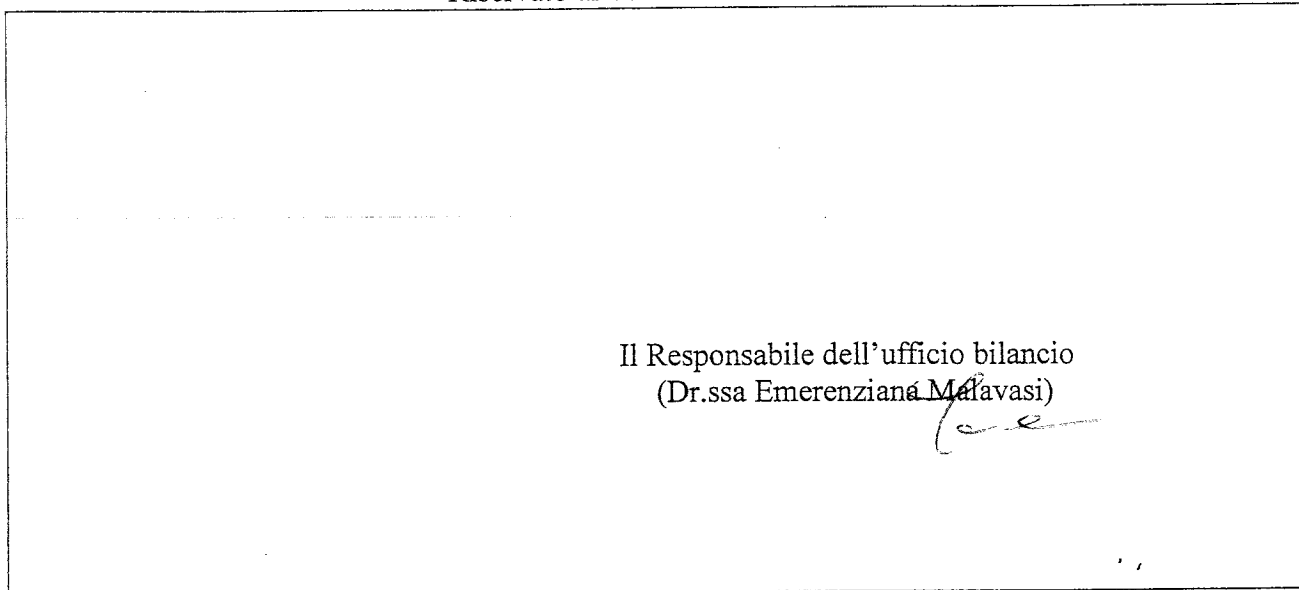 Il Responsabile dell'ufficio bilancio
(Dr.ssa Emerenziana Malavasi)